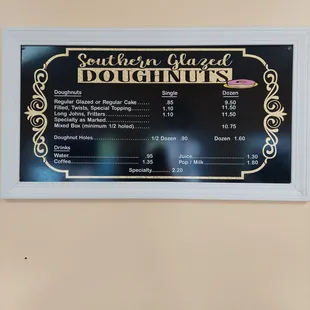 Southern Glazed
DOUGHNUTS
Doughnuts Single Dozen
Regular Glazed or Regular Cake...... .85 9.50
Filled, Twists, Special Topping........... 1.10 11.50
Long Johns, Fritters........................... 1.10 11.50
Specialty as Marked...........
Mixed Box (minimum 1/2 holed)........ 10.75
Doughnut Holes............................ 1/2 Dozen .90 Dozen 1.60
Drinks
Water............................ .95 Juice........................ 1.30
Coffee........................... 1.35 Pop / Milk................. 1.60
Specialty............ 2.20